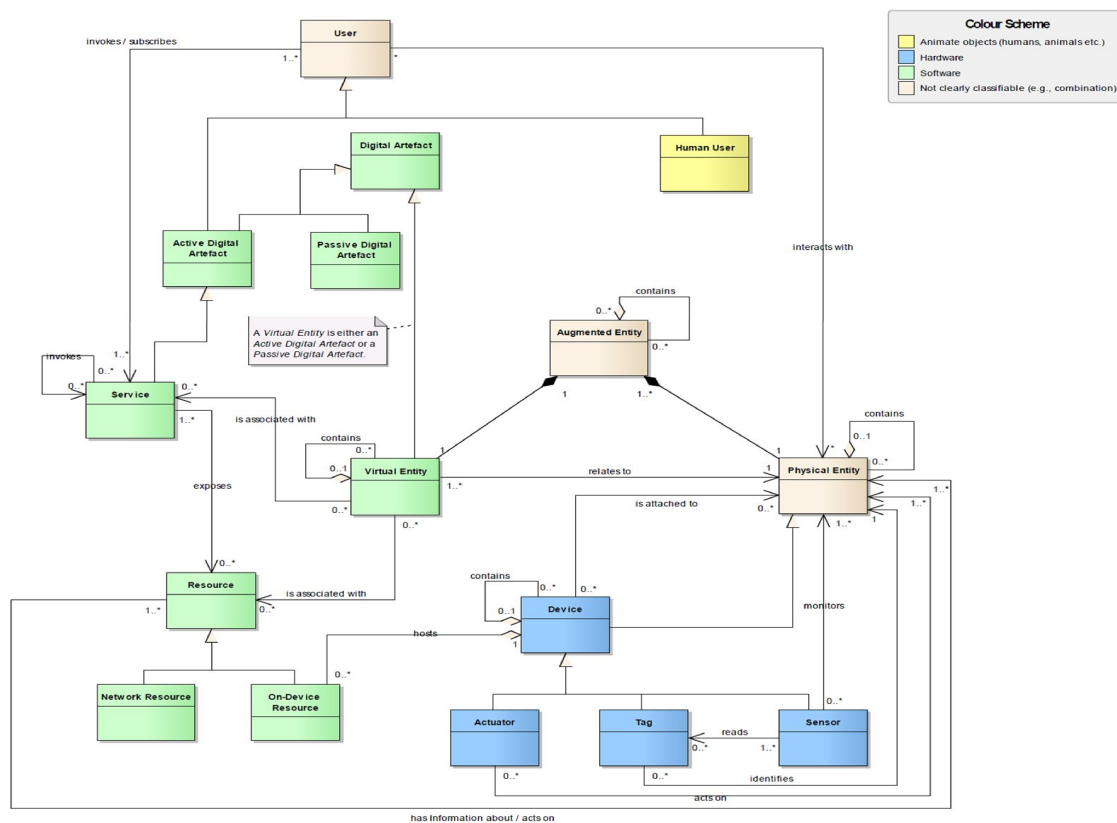 Colour Scheme
Animate objects (humans, animals etc.)
Hardware
Software
Not clearly classifiable (e.g., combination)
User
invokes / subscribes
1..*
*
Digital Artefact
Human User
Active Digital
Artefact
Passive Digital
Artefact
interacts with
contains
0..*
Augmented Entity
0..*
A Virtual Entity is either an
Active Digital Artefact or a
Passive Digital Artefact.
1..*
invokes
0..*
0..*
0..*
Service
1..*
1
1..*
is associated with
contains
0..*
0..1
Virtual Entity
1
1..*
0..*
0..*
relates to
contains
0..1
0..*
*
1
1
Physical Entity
0..*
1..*
1..*
1..*
1
is attached to
exposes
0..*
Resource
1..*
0..*
is associated with
contains
0..*
0..*
0..1
Device
1
monitors
hosts
0..*
Network Resource
On-Device
Resource
Actuator
Tag
Sensor
0..*
reads
0..*
1..*
0..*
0..*
identifies
acts on
has Information about / acts on